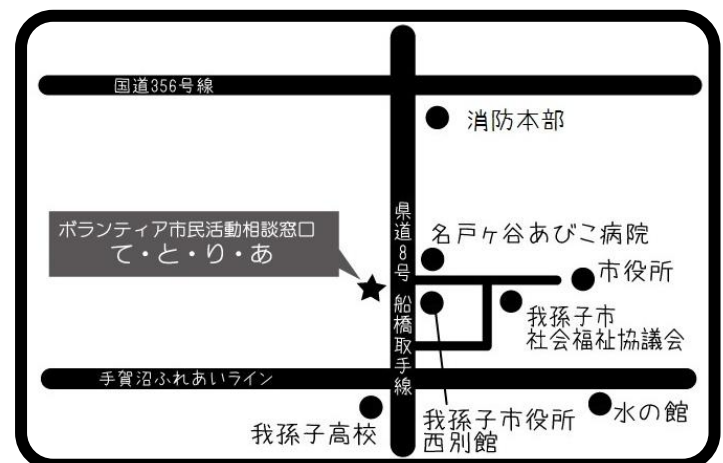 国道356号線
消防本部
ボランティア市民活動相談窓口
て・と・り・あ
県道8号 船橋取手線
名戸ヶ谷あびこ病院
市役所
我孫子市
社会福祉協議会
手賀沼ふれあいライン
我孫子高校
我孫子市役所
西別館
水の館